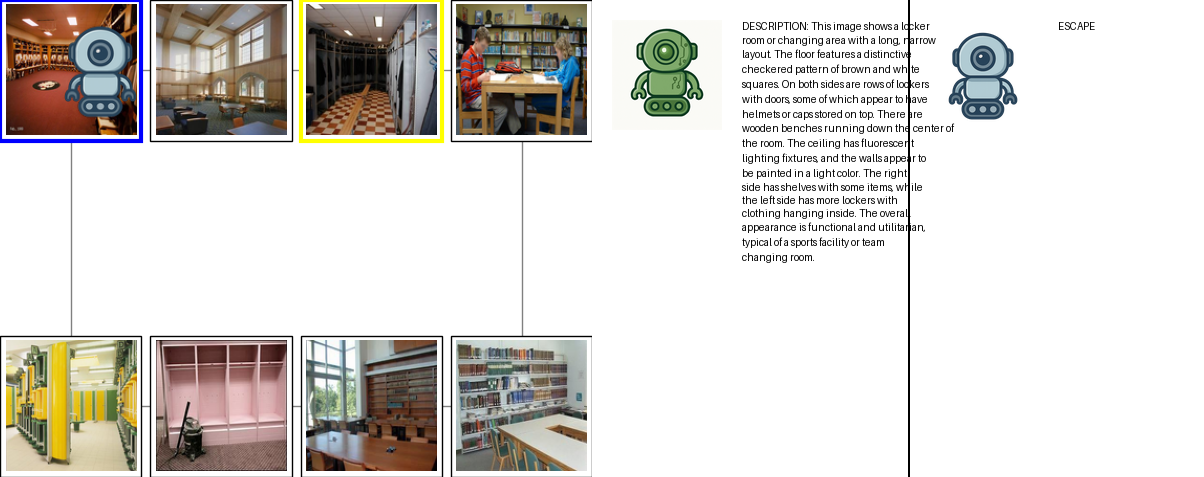 DESCRIPTION: This image shows a locker
room or changing area with a long, narrow
layout. The floor features a distinctive
checkered pattern of brown and white
squares. On both sides are rows of lockers
with doors, some of which appear to have
helmets or caps stored on top. There are
wooden benches running down the center of
the room. The ceiling has fluorescent
lighting fixtures, and the walls appear to
be painted in a light color. The right
side has shelves with some items, while
the left side has more lockers with
clothing hanging inside. The overall
appearance is functional and utilitarian,
typical of a sports facility or team
changing room.
ESCAPE